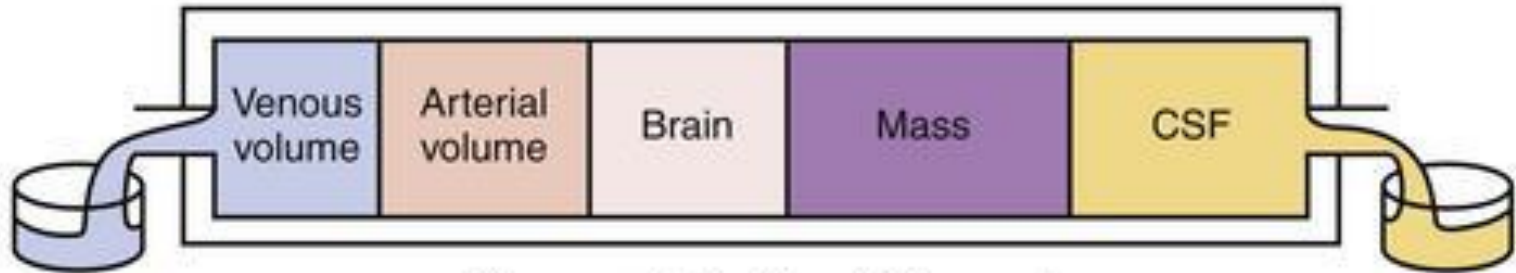 Venous
volume
Arterial
volume
Brain
Mass
CSF